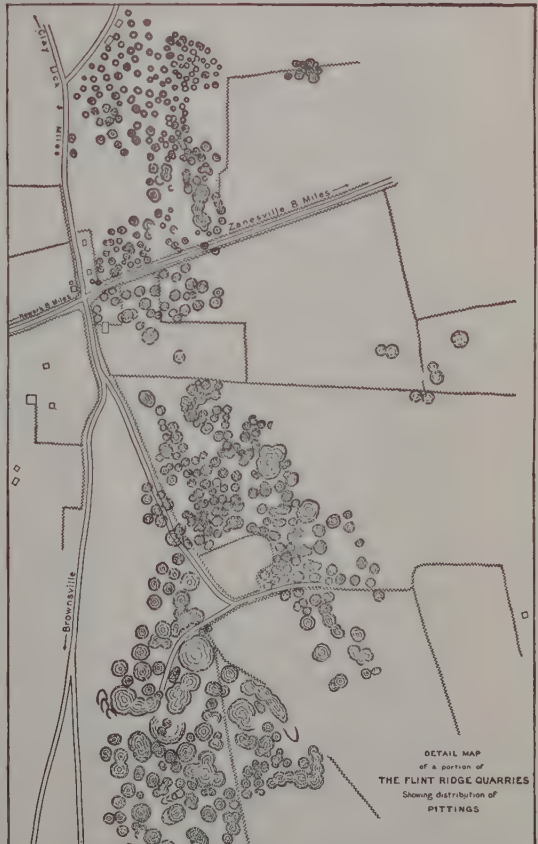 Clay Lick 4 Miles
Zanesville 8 Miles
Newark 8 Miles
Brownsville
DETAIL MAP
of a portion of
THE FLINT RIDGE QUARRIES
Showing distribution of
PITTINGS